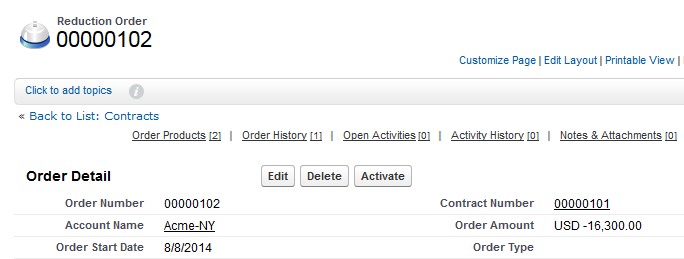 Reduction Order
00000102
Customize Page | Edit Layout | Printable View |
Click to add topics i
« Back to List: Contracts
Order Products [2] | Order History [1] | Open Activities [0] | Activity History [0] | Notes & Attachments [0]
Order Detail Edit Delete Activate
Order Number 00000102 Contract Number 00000101
Account Name Acme-NY Order Amount USD -16,300.00
Order Start Date 8/8/2014 Order Type